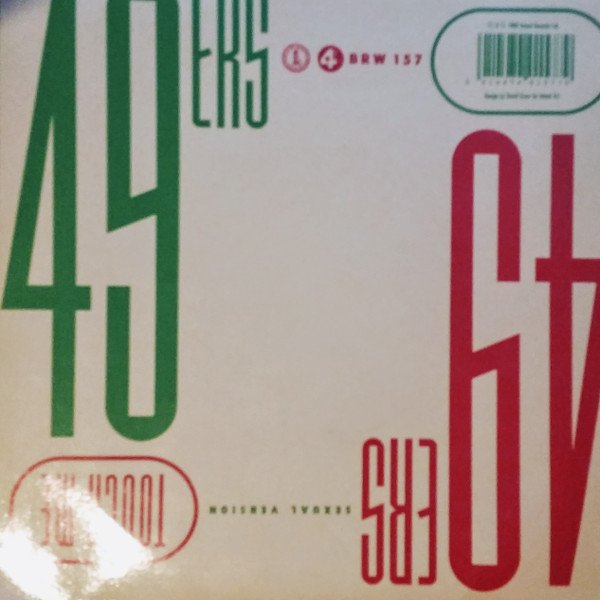 49ERS
4 BRW 157
49ERS
SEXUAL VERSION
TOUCH ME